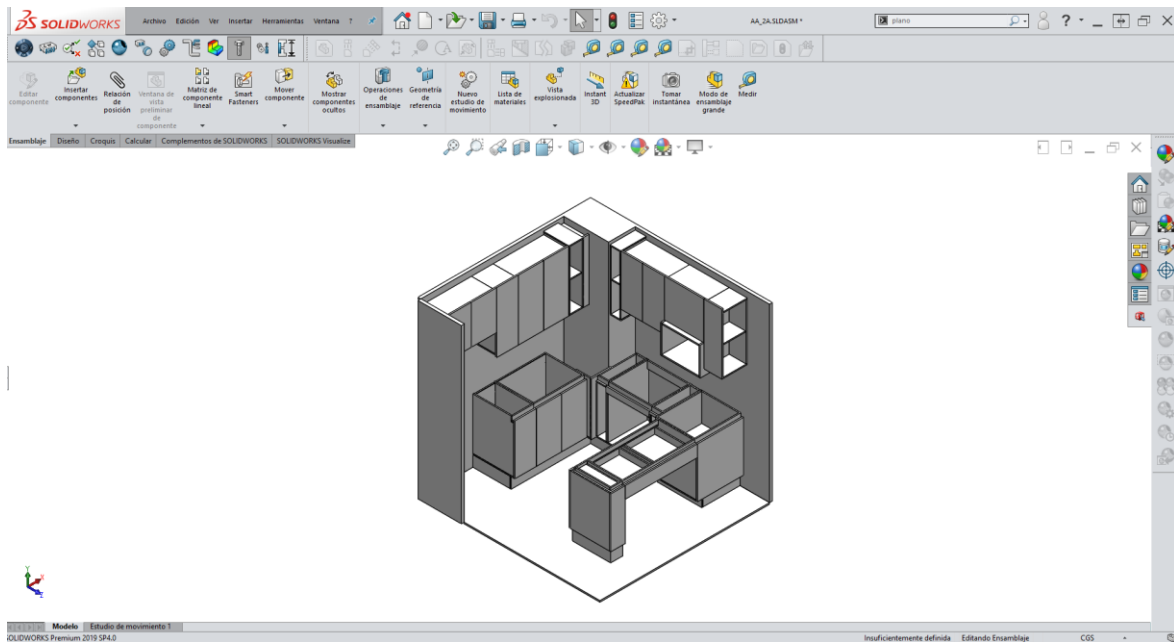 SOLIDWORKS Archivo Edición Ver Insertar Herramientas Ventana ? AA_2A.SLDASM * plano ?
Editar componente
Insertar componentes
Relación de posición
Ventana de vista preliminar de componente
Matriz de componente lineal
Smart Fasteners
Mover componente
Mostrar componentes ocultos
Operaciones de ensamblaje
Geometría de referencia
Nuevo estudio de movimiento
Lista de materiales
Vista explosionada
Instant 3D
Actualizar SpeedPak
Tomar instantánea
Modo de ensamblaje grande
Medir
Ensamblaje Diseño Croquis Calcular Complementos de SOLIDWORKS SOLIDWORKS Visualize
Modelo Estudio de movimiento 1
SOLIDWORKS Premium 2019 SP4.0 Insuficientemente definida Editando Ensamblaje CGS